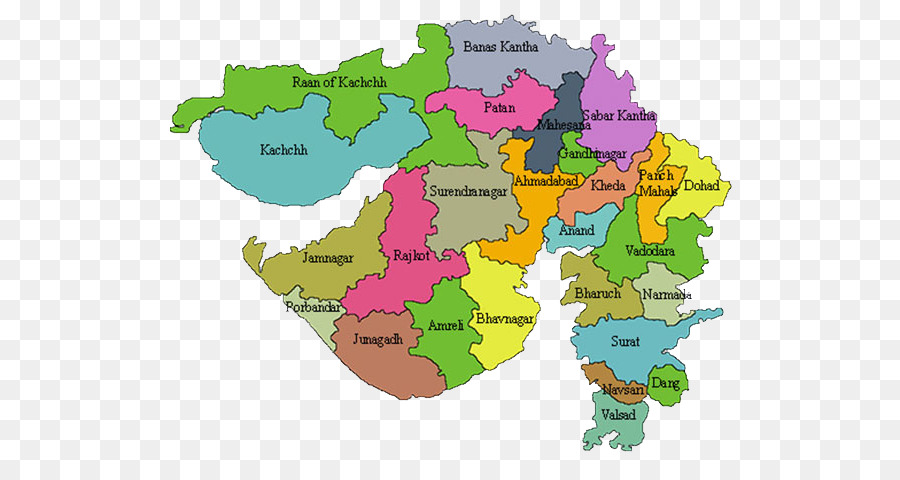 Banas Kantha
Raan of Kachchh
Patan
Sabar Kantha
Mahesana
Kachchh
Gandhinagar
Panch
Mahals
Ahmadabad
Kheda
Dohad
Surendranagar
Anand
Vadodara
Jamnagar
Rajkot
Bharuch
Narmada
Porbandar
Bhavnagar
Amreli
Junagadh
Surat
Navsari
Dang
Valsad